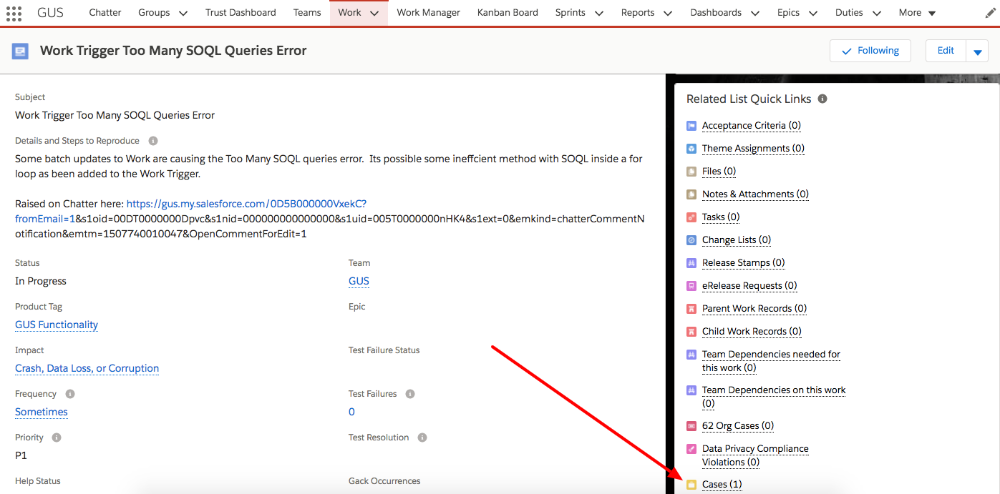 GUS
Chatter
Groups
Trust Dashboard
Teams
Work
Work Manager
Kanban Board
Sprints
Reports
Dashboards
Epics
Duties
More
Work Trigger Too Many SOQL Queries Error
Following
Edit
Subject
Work Trigger Too Many SOQL Queries Error
Details and Steps to Reproduce
Some batch updates to Work are causing the Too Many SOQL queries error.  Its possible some ineffcient method with SOQL inside a for
loop as been added to the Work Trigger.
Raised on Chatter here: https://gus.my.salesforce.com/0D5B000000VxekC?
fromEmail=1&s1oid=00DT0000000Dpvc&s1nid=000000000000000&s1uid=005T0000000nHK4&s1ext=0&emkind=chatterCommentN
otification&emtm=1507740010047&OpenCommentForEdit=1
Status
In Progress
Team
GUS
Product Tag
GUS Functionality
Epic
Impact
Crash, Data Loss, or Corruption
Test Failure Status
Frequency
Sometimes
Test Failures
0
Priority
P1
Test Resolution
Help Status
Gack Occurrences
Related List Quick Links
Acceptance Criteria (0)
Theme Assignments (0)
Files (0)
Notes & Attachments (0)
Tasks (0)
Change Lists (0)
Release Stamps (0)
eRelease Requests (0)
Parent Work Records (0)
Child Work Records (0)
Team Dependencies needed for
this work (0)
Team Dependencies on this work
(0)
62 Org Cases (0)
Data Privacy Compliance
Violations (0)
Cases (1)